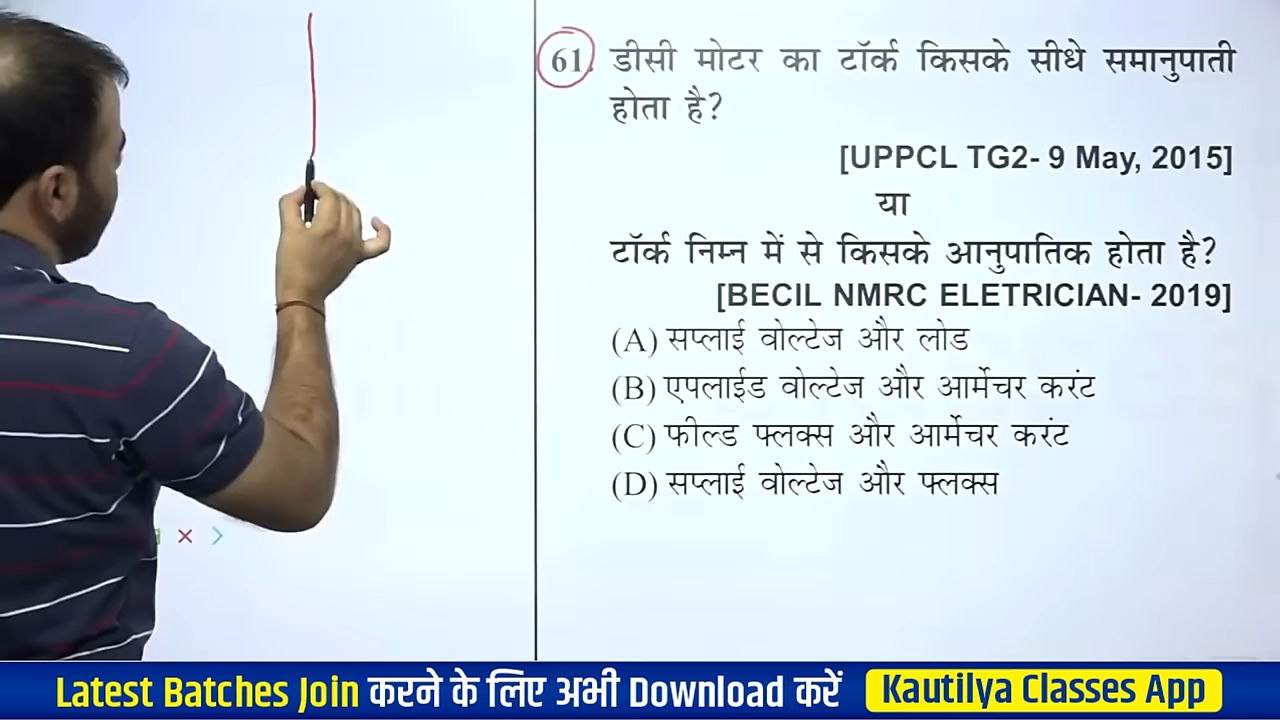 61. डीसी मोटर का टॉर्क किसके सीधे समानुपाती
होता है?
[UPPCL TG2- 9 May, 2015]
या
टॉर्क निम्न में से किसके आनुपातिक होता है?
[BECIL NMRC ELETRICIAN- 2019]
(A) सप्लाई वोल्टेज और लोड
(B) एपलाईड वोल्टेज और आर्मेचर करंट
(C) फील्ड फ्लक्स और आर्मेचर करंट
(D) सप्लाई वोल्टेज और फ्लक्स
Latest Batches Join करने के लिए अभी Download करें Kautilya Classes App